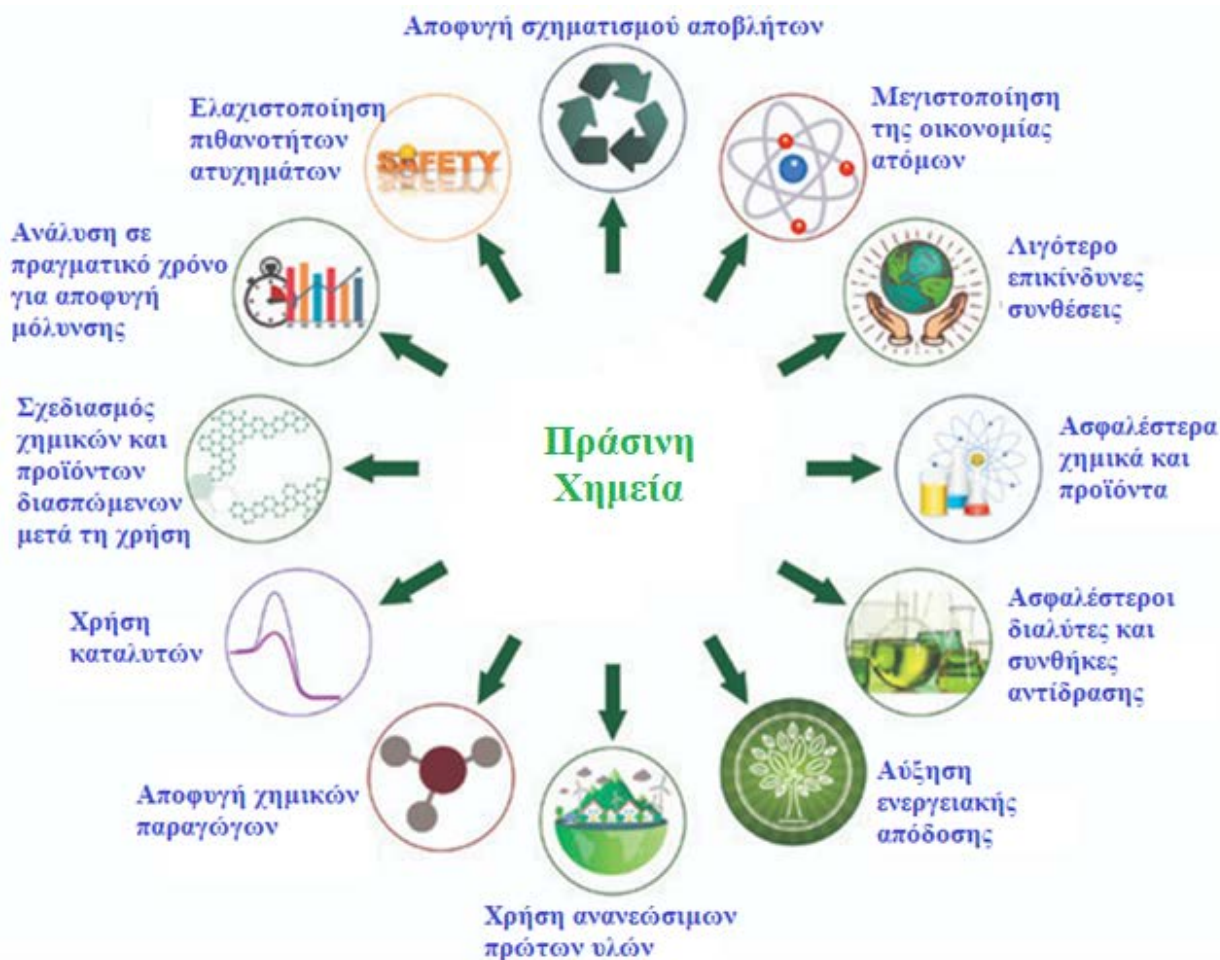 Αποφυγή σχηματισμού αποβλήτων
Μεγιστοποίηση
της οικονομίας
ατόμων
Λιγότερο
επικίνδυνες
συνθέσεις
Ασφαλέστερα
χημικά και
προϊόντα
Ασφαλέστεροι
διαλύτες και
συνθήκες
αντίδρασης
Αύξηση
ενεργειακής
απόδοσης
Χρήση ανανεώσιμων
πρώτων υλών
Αποφυγή χημικών
παραγώγων
Χρήση
καταλυτών
Σχεδιασμός
χημικών και
προϊόντων
διασπώμενων
μετά τη χρήση
Ανάλυση σε
πραγματικό χρόνο
για αποφυγή
μόλυνσης
Ελαχιστοποίηση
πιθανοτήτων
ατυχημάτων
SAFETY
Πράσινη
Χημεία